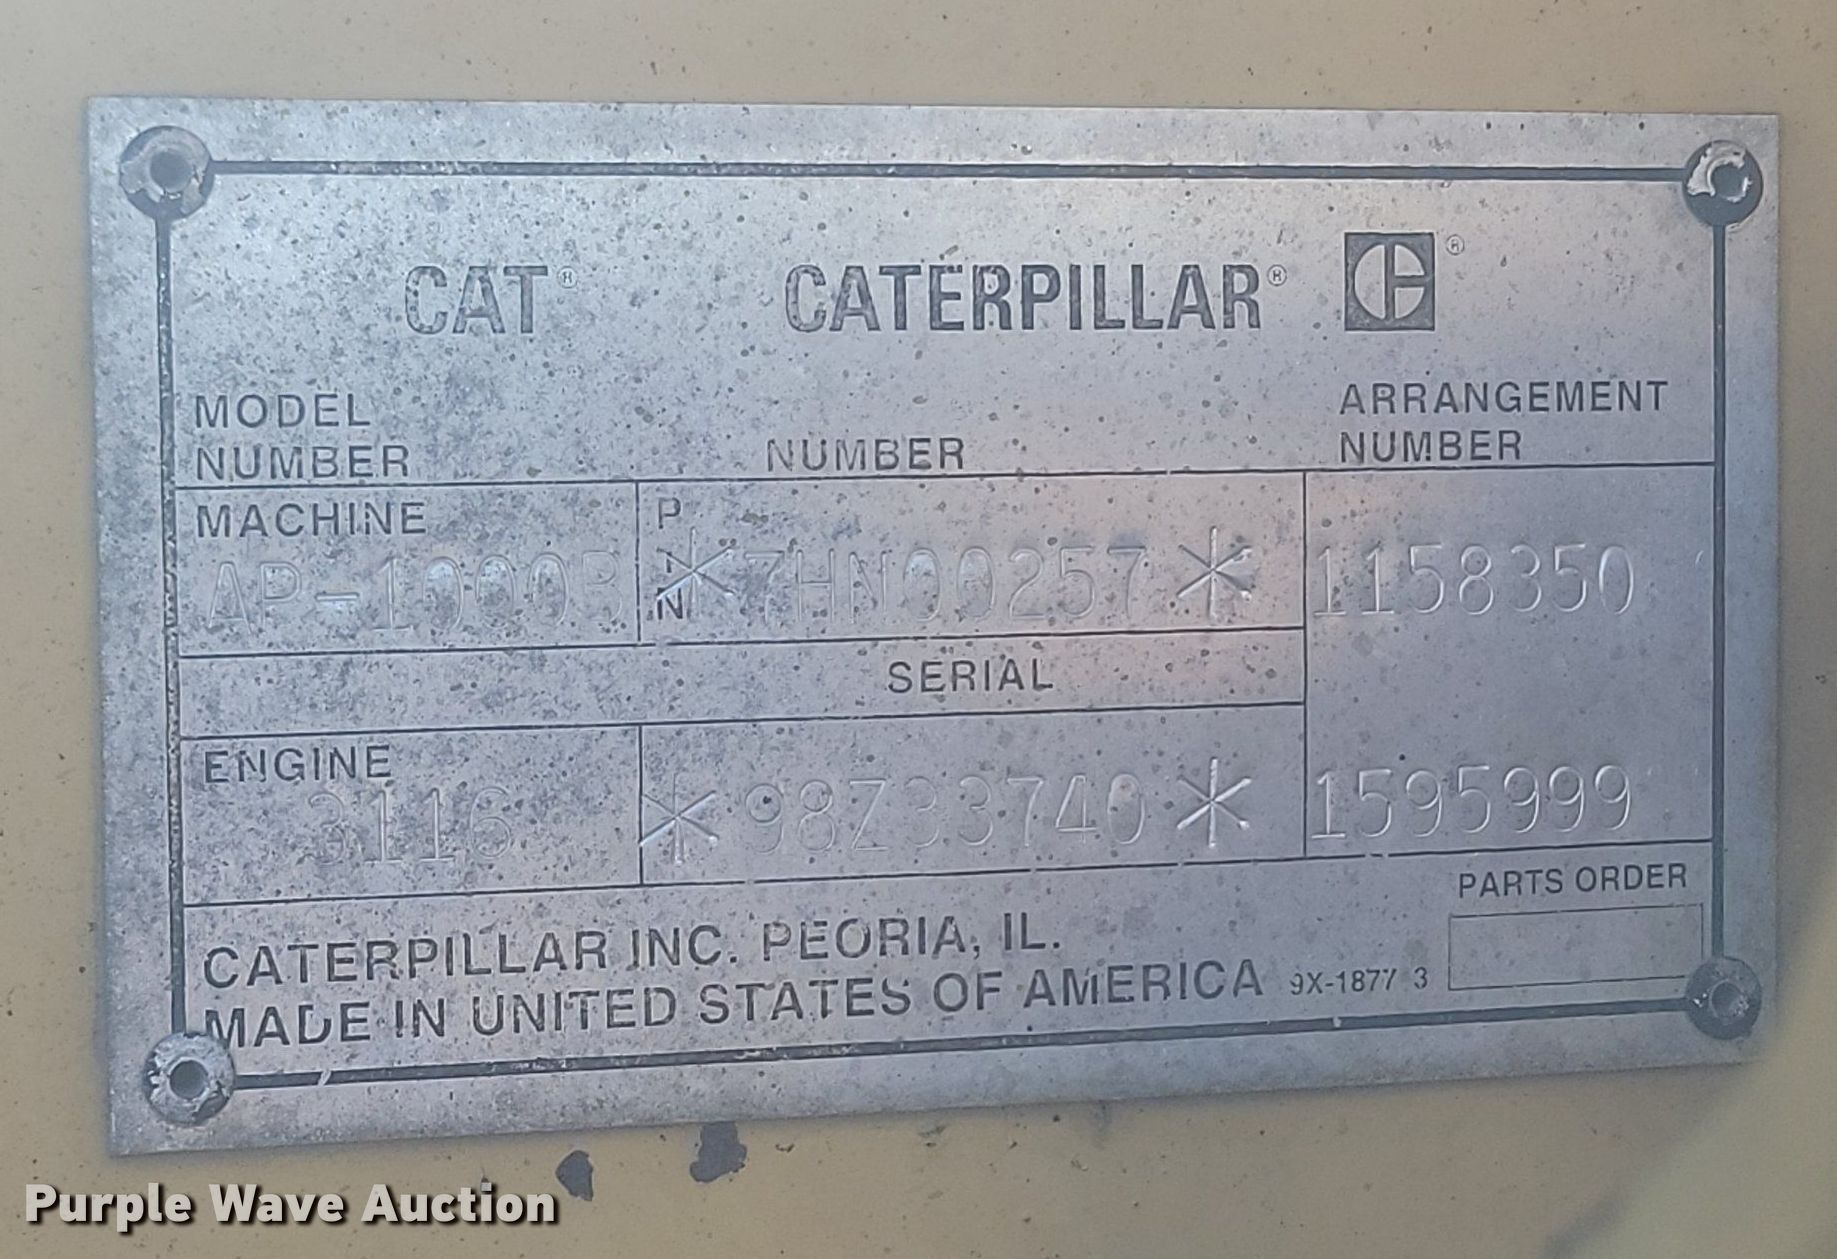 CAT® CATERPILLAR® ®
MODEL NUMBER
NUMBER
ARRANGEMENT NUMBER
MACHINE
AP-1000B
PIN
*7HN00257*
1158350
SERIAL
ENGINE
3116
*98Z33740*
1595999
PARTS ORDER
CATERPILLAR INC. PEORIA, IL.
MADE IN UNITED STATES OF AMERICA 9X-1877 3
Purple Wave Auction